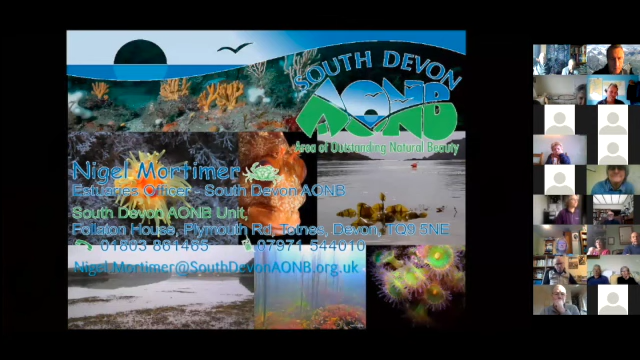 SOUTH DEVON
AONB
Area of Outstanding Natural Beauty
Nigel Mortimer
Estuaries Officer - South Devon AONB
South Devon AONB Unit,
Follaton House, Plymouth Rd, Totnes, Devon, TQ9 5NE
01803 861465 07971 544010
Nigel.Mortimer@SouthDevonAONB.org.uk